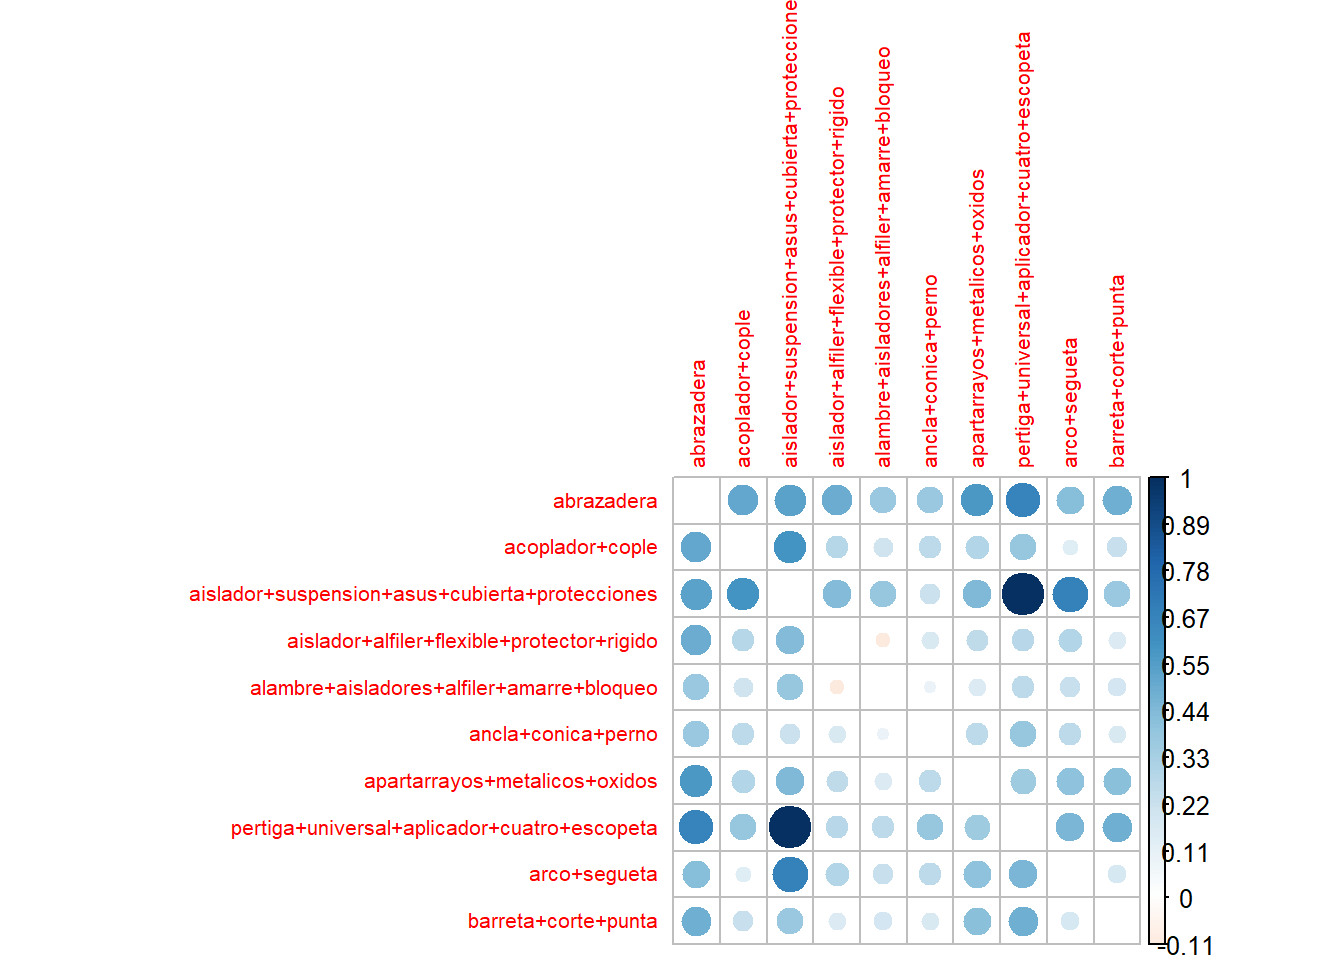 abrazadera
acoplador+cople
aislador+suspension+asus+cubierta+proteccione
aislador+alfiler+flexible+protector+rigido
alambre+aisladores+alfiler+amarre+bloqueo
ancla+conica+perno
apartarrayos+metalicos+oxidos
pertiga+universal+aplicador+cuatro+escopeta
arco+segueta
barreta+corte+punta
abrazadera
acoplador+cople
aislador+suspension+asus+cubierta+protecciones
aislador+alfiler+flexible+protector+rigido
alambre+aisladores+alfiler+amarre+bloqueo
ancla+conica+perno
apartarrayos+metalicos+oxidos
pertiga+universal+aplicador+cuatro+escopeta
arco+segueta
barreta+corte+punta
1
0.89
0.78
0.67
0.55
0.44
0.33
0.22
0.11
0
-0.11